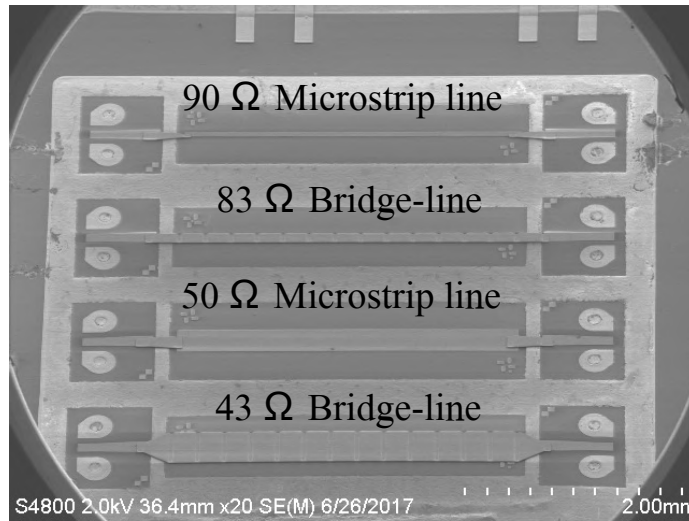 90 Ω Microstrip line
83 Ω Bridge-line
50 Ω Microstrip line
43 Ω Bridge-line
S4800 2.0kV 36.4mm x20 SE(M) 6/26/2017
2.00mm